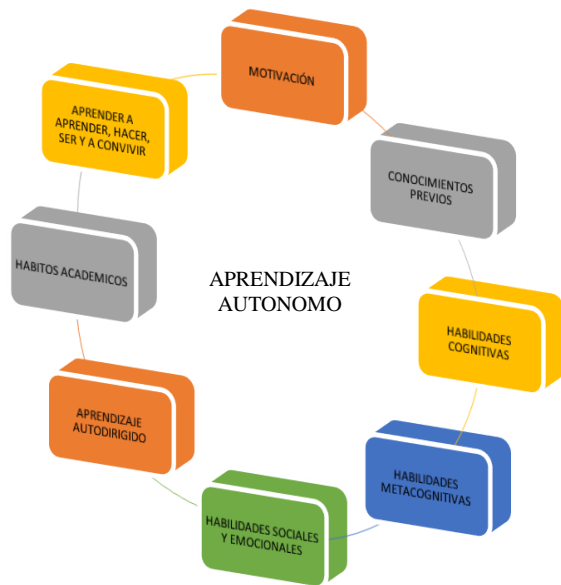 MOTIVACIÓN
CONOCIMIENTOS
PREVIOS
HABILIDADES
COGNITIVAS
HABILIDADES
METACOGNITIVAS
HABILIDADES SOCIALES
Y EMOCIONALES
APRENDIZAJE
AUTODIRIGIDO
HABITOS ACADEMICOS
APRENDER A
APRENDER, HACER,
SER Y A CONVIVIR
APRENDIZAJE
AUTONOMO